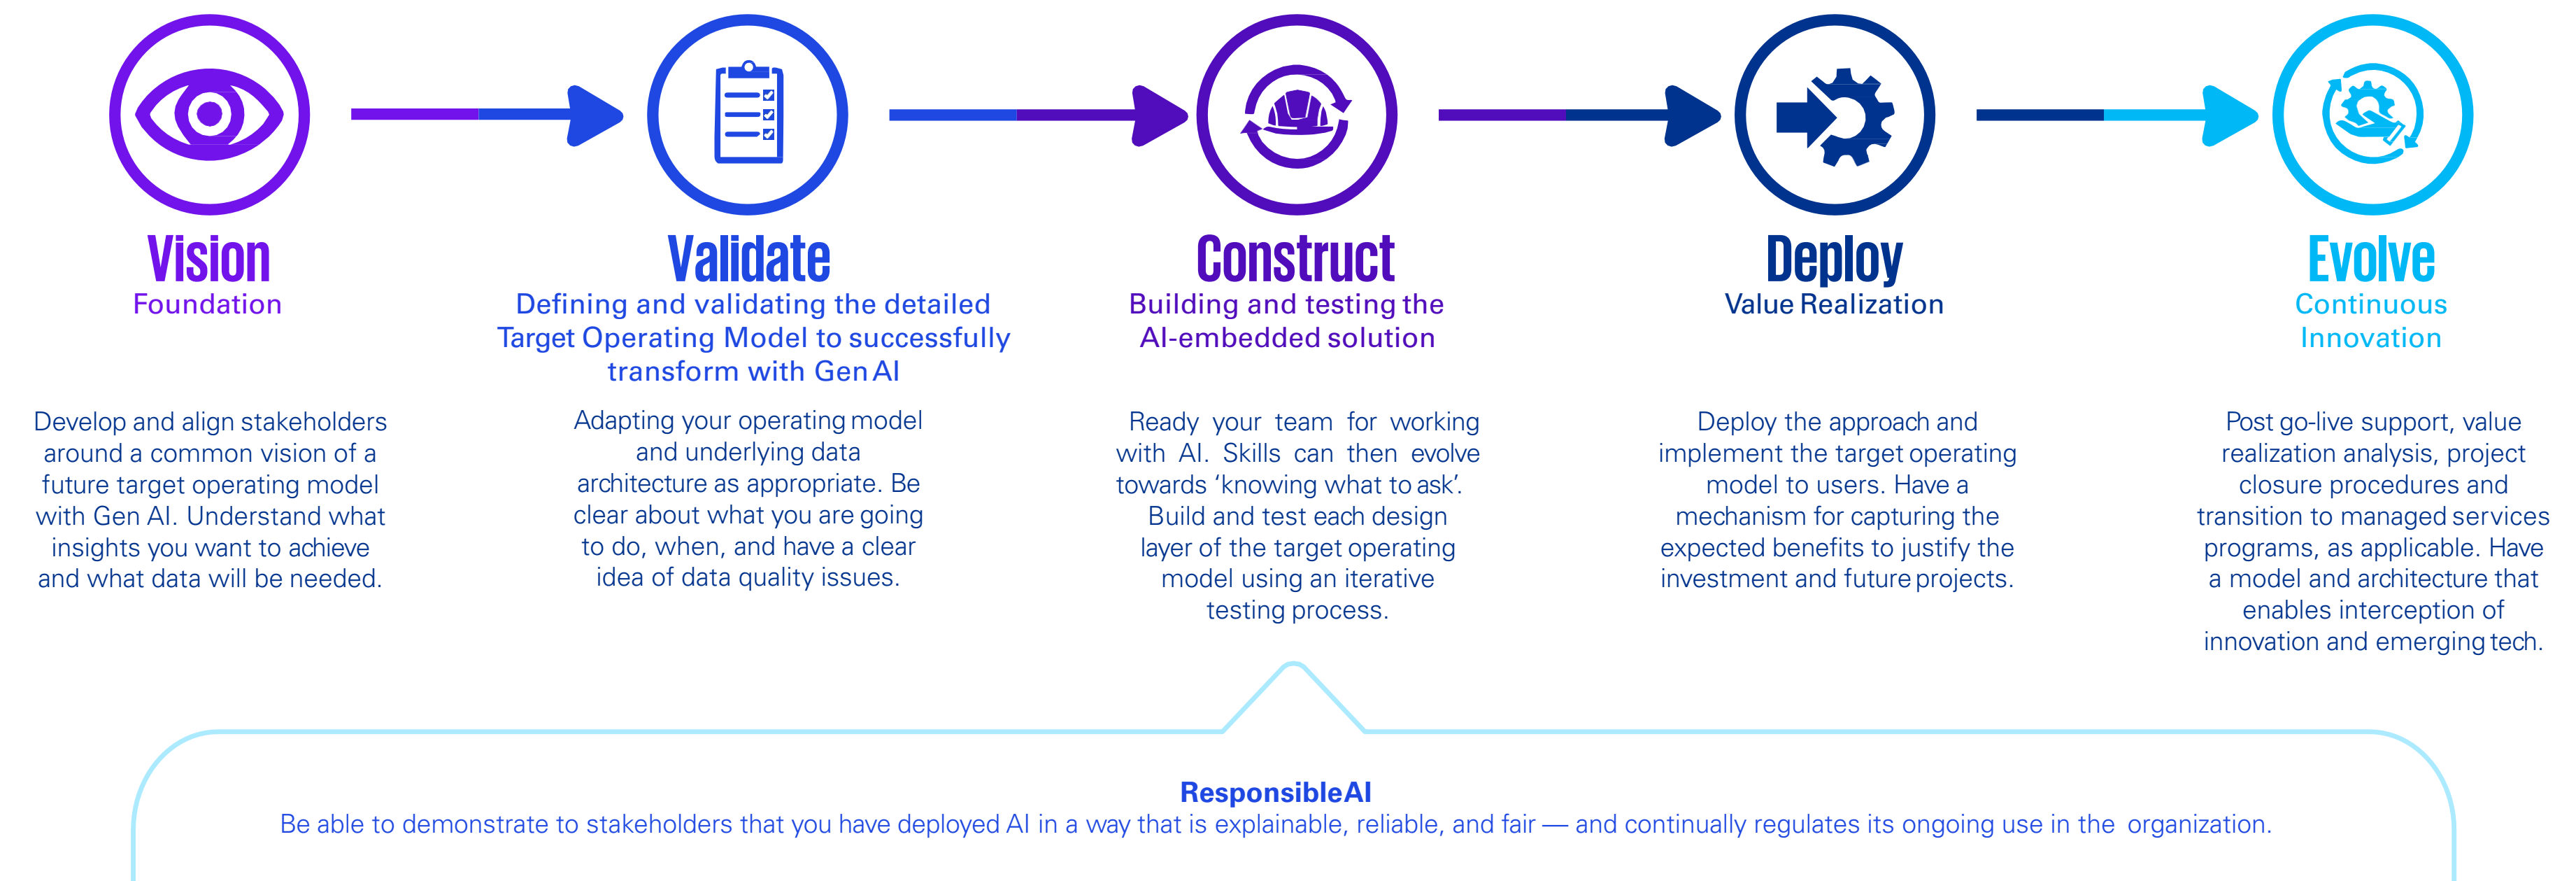 Vision
Foundation
Develop and align stakeholders
around a common vision of a
future target operating model
with Gen AI. Understand what
insights you want to achieve
and what data will be needed.
Validate
Defining and validating the detailed
Target Operating Model to successfully
transform with Gen AI
Adapting your operating model
and underlying data
architecture as appropriate. Be
clear about what you are going
to do, when, and have a clear
idea of data quality issues.
Construct
Building and testing the
AI-embedded solution
Ready your team for working
with AI. Skills can then evolve
towards ‘knowing what to ask’.
Build and test each design
layer of the target operating
model using an iterative
testing process.
Deploy
Value Realization
Deploy the approach and
implement the target operating
model to users. Have a
mechanism for capturing the
expected benefits to justify the
investment and future projects.
Evolve
Continuous
Innovation
Post go-live support, value
realization analysis, project
closure procedures and
transition to managed services
programs, as applicable. Have
a model and architecture that
enables interception of
innovation and emerging tech.
Responsible AI
Be able to demonstrate to stakeholders that you have deployed AI in a way that is explainable, reliable, and fair — and continually regulates its ongoing use in the organization.